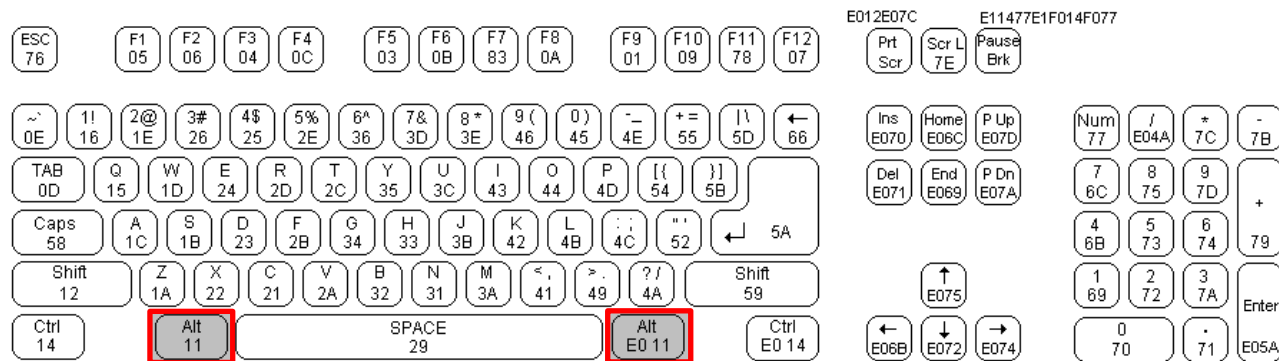 E012E07C E11477E1F014F077
ESC F1 F2 F3 F4 F5 F6 F7 F8 F9 F10 F11 F12 Prt Scr L Pause
76 05 06 04 0C 03 0B 83 0A 01 09 78 07 Scr 7E Brk
~` 1! 2@ 3# 4$ 5% 6^ 7& 8* 9( 0) -_ += |\ ← Ins Home P Up Num / * -
0E 16 1E 26 25 2E 36 3D 3E 46 45 4E 55 5D 66 E070 E06C E07D 77 E04A 7C 7B
TAB Q W E R T Y U I O P [{ }] Del End P Dn 7 8 9
0D 15 1D 24 2D 2C 35 3C 43 44 4D 54 5B E071 E069 E07A 6C 75 7D +
Caps A S D F G H J K L ; : " ' ↵ 5A 4 5 6
58 1C 1B 23 2B 34 33 3B 42 4B 4C 52 6B 73 74 79
Shift Z X C V B N M < , > . ?/ Shift ↑ 1 2 3
12 1A 22 21 2A 32 31 3A 41 49 4A 59 E075 69 72 7A Enter
Ctrl Alt SPACE Alt Ctrl ← ↓ → 0 .
14 11 29 E0 11 E0 14 E06B E072 E074 70 71 E05A